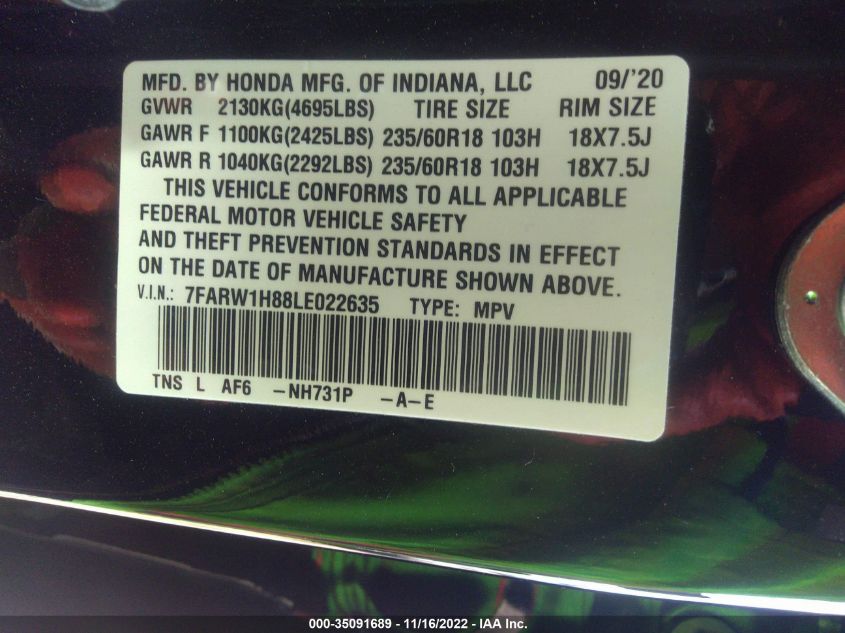 MFD. BY HONDA MFG. OF INDIANA, LLC 09/'20
GVWR 2130KG(4695LBS) TIRE SIZE RIM SIZE
GAWR F 1100KG(2425LBS) 235/60R18 103H 18X7.5J
GAWR R 1040KG(2292LBS) 235/60R18 103H 18X7.5J
THIS VEHICLE CONFORMS TO ALL APPLICABLE
FEDERAL MOTOR VEHICLE SAFETY
AND THEFT PREVENTION STANDARDS IN EFFECT
ON THE DATE OF MANUFACTURE SHOWN ABOVE.
V.I.N.: 7FARW1H88LE022635 TYPE: MPV
TNS L AF6 -NH731P -A-E
000-35091689 - 11/16/2022 - IAA Inc.